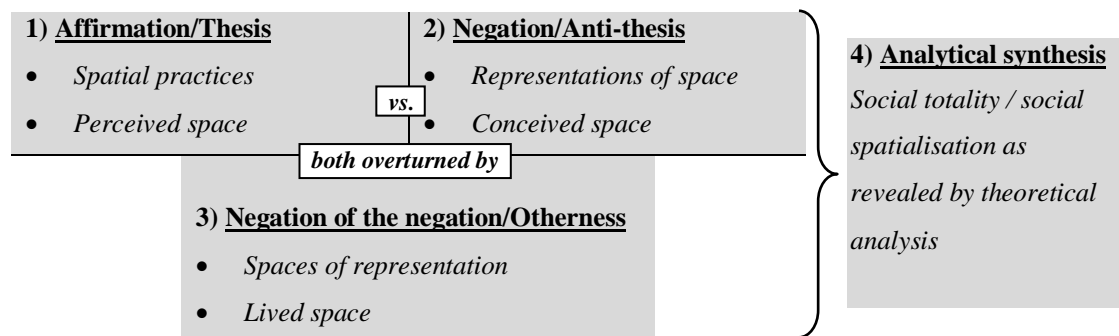 1) Affirmation/Thesis
• Spatial practices
• Perceived space
vs.
2) Negation/Anti-thesis
• Representations of space
• Conceived space
both overturned by
3) Negation of the negation/Otherness
• Spaces of representation
• Lived space
4) Analytical synthesis
Social totality / social
spatialisation as
revealed by theoretical
analysis